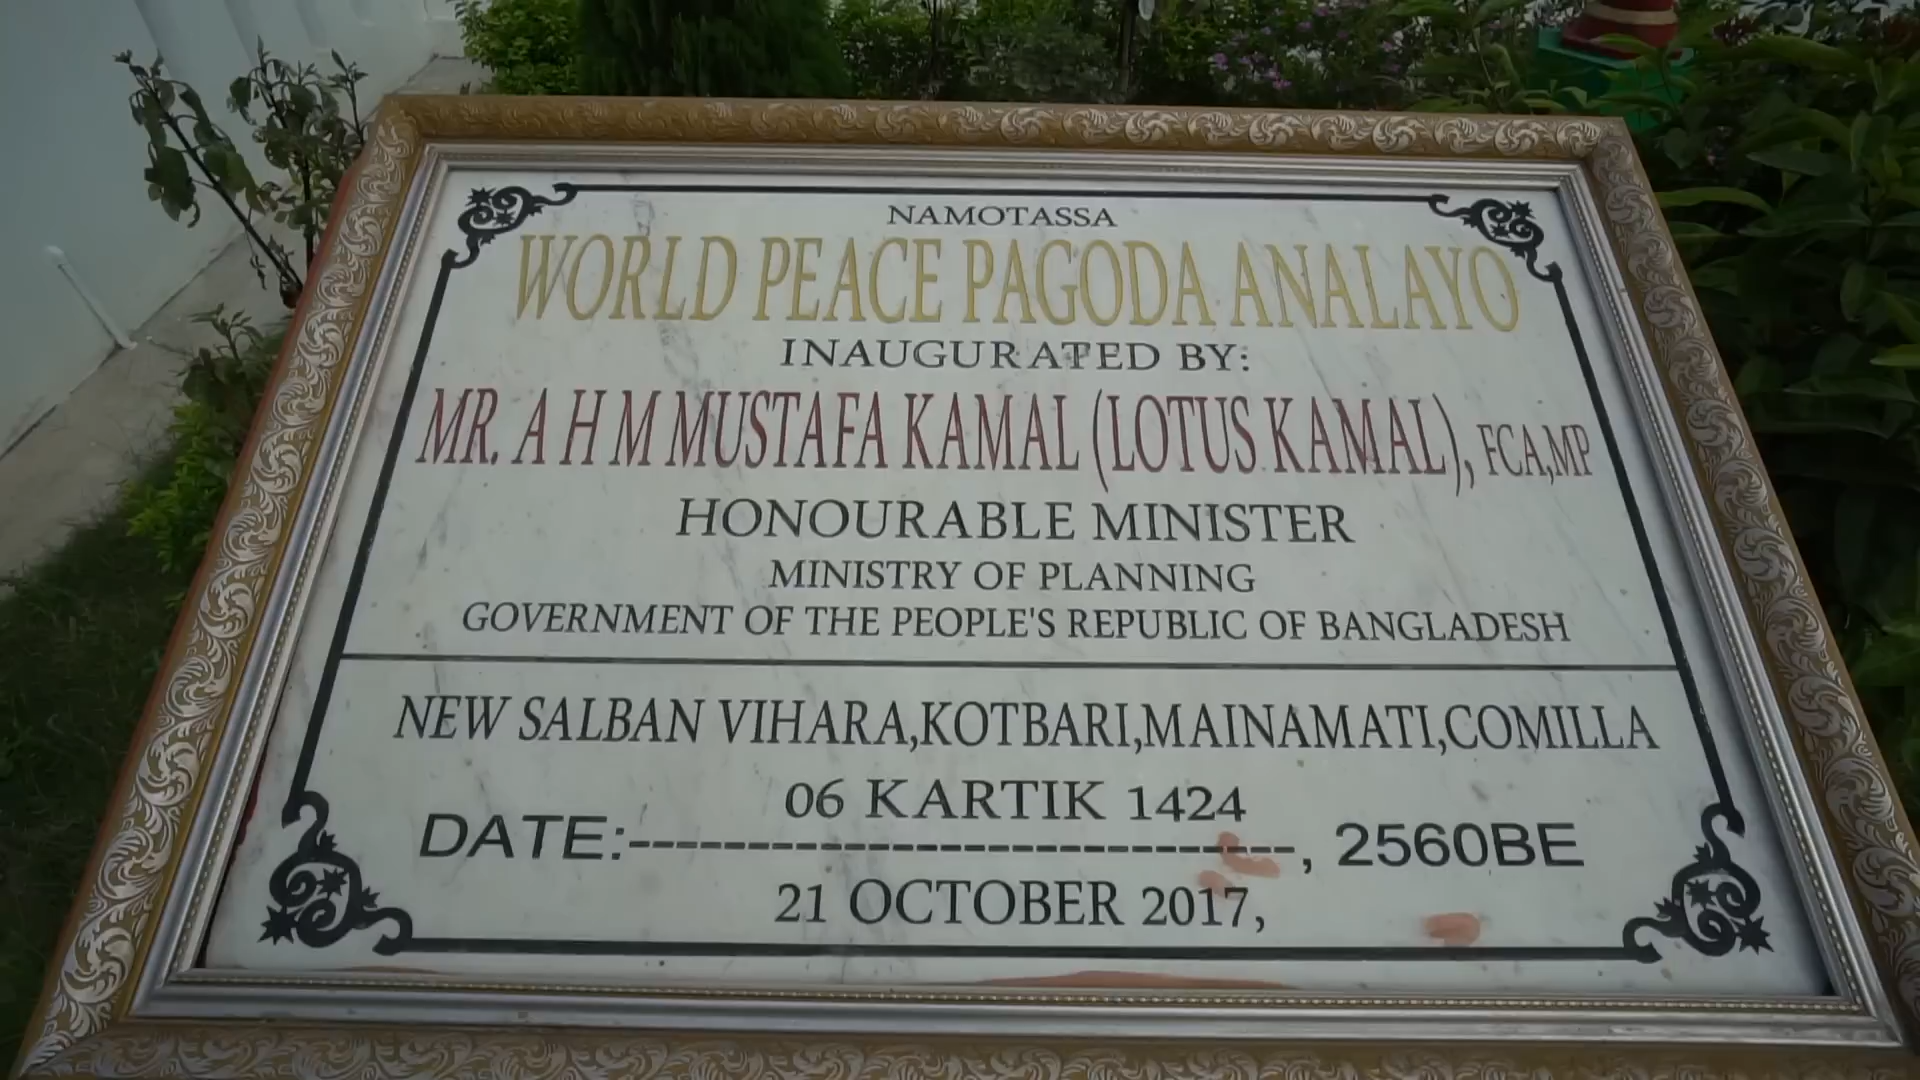 NAMOTASSA
WORLD PEACE PAGODA ANALAYO
INAUGURATED BY:
MR. A H M MUSTAFA KAMAL (LOTUS KAMAL), FCA,MP
HONOURABLE MINISTER
MINISTRY OF PLANNING
GOVERNMENT OF THE PEOPLE'S REPUBLIC OF BANGLADESH
NEW SALBAN VIHARA,KOTBARI,MAINAMATI,COMILLA
06 KARTIK 1424
DATE:------------------------------, 2560BE
21 OCTOBER 2017,